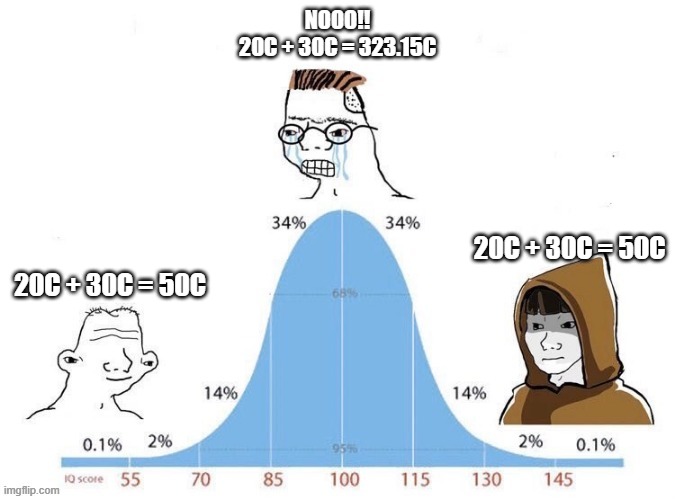 NOOO!!
20C + 30C = 323.15C
34% 34%
20C + 30C = 50C
20C + 30C = 50C
68%
14% 14%
0.1% 2% 95% 2% 0.1%
IQ score 55 70 85 100 115 130 145
imgflip.com